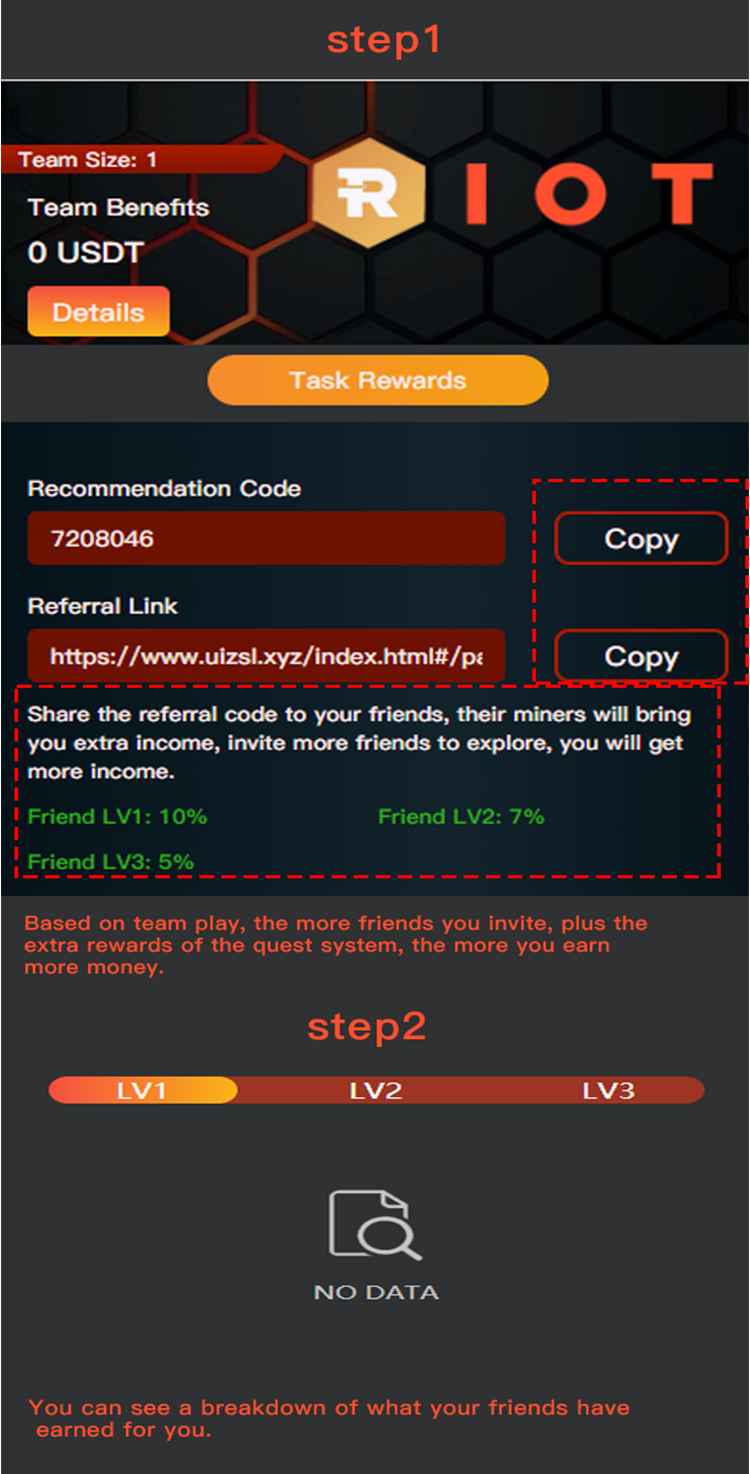 step1
Team Size: 1
Team Benefits
0 USDT
Details
R IOT
Task Rewards
Recommendation Code
7208046
Copy
Referral Link
https://www.uizsl.xyz/index.html#/pa
Copy
Share the referral code to your friends, their miners will bring
you extra income, invite more friends to explore, you will get
more income.
Friend LV1: 10%
Friend LV2: 7%
Friend LV3: 5%
Based on team play, the more friends you invite, plus the
extra rewards of the quest system, the more you earn
more money.
step2
LV1 LV2 LV3
NO DATA
You can see a breakdown of what your friends have
earned for you.